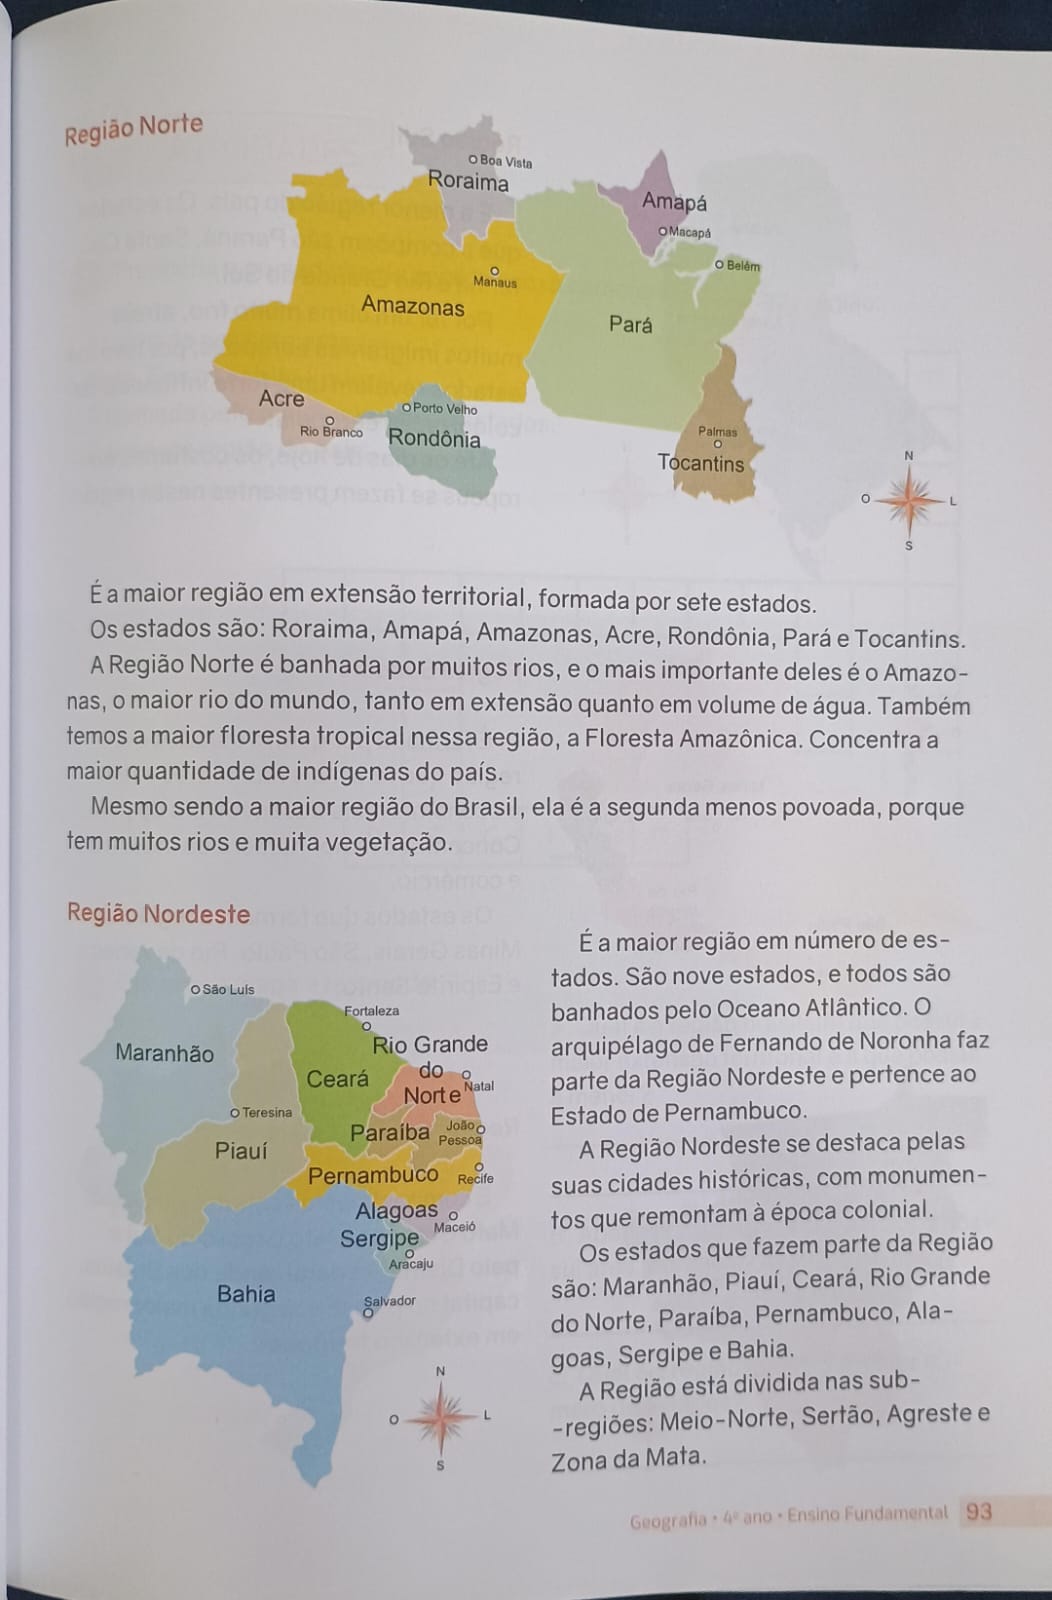 Região Norte
Boa Vista
Roraima
Amapá
Macapá
Belém
Manaus
Amazonas
Pará
Acre
Porto Velho
Rio Branco
Rondônia
Palmas
Tocantins
N
O
L
S
É a maior região em extensão territorial, formada por sete estados.
Os estados são: Roraima, Amapá, Amazonas, Acre, Rondônia, Pará e Tocantins.
A Região Norte é banhada por muitos rios, e o mais importante deles é o Amazo-
nas, o maior rio do mundo, tanto em extensão quanto em volume de água. Também
temos a maior floresta tropical nessa região, a Floresta Amazônica. Concentra a
maior quantidade de indígenas do país.
Mesmo sendo a maior região do Brasil, ela é a segunda menos povoada, porque
tem muitos rios e muita vegetação.
Região Nordeste
São Luís
Fortaleza
Maranhão
Rio Grande
do
Norte
Natal
Ceará
Teresina
Paraíba
João
Pessoa
Piauí
Pernambuco
Recife
Alagoas
Maceió
Sergipe
Aracaju
Bahia
Salvador
N
O
L
S
É a maior região em número de es-
tados. São nove estados, e todos são
banhados pelo Oceano Atlântico. O
arquipélago de Fernando de Noronha faz
parte da Região Nordeste e pertence ao
Estado de Pernambuco.
A Região Nordeste se destaca pelas
suas cidades históricas, com monumen-
tos que remontam à época colonial.
Os estados que fazem parte da Região
são: Maranhão, Piauí, Ceará, Rio Grande
do Norte, Paraíba, Pernambuco, Ala-
goas, Sergipe e Bahia.
A Região está dividida nas sub-
-regiões: Meio-Norte, Sertão, Agreste e
Zona da Mata.
Geografia • 4º ano • Ensino Fundamental 93